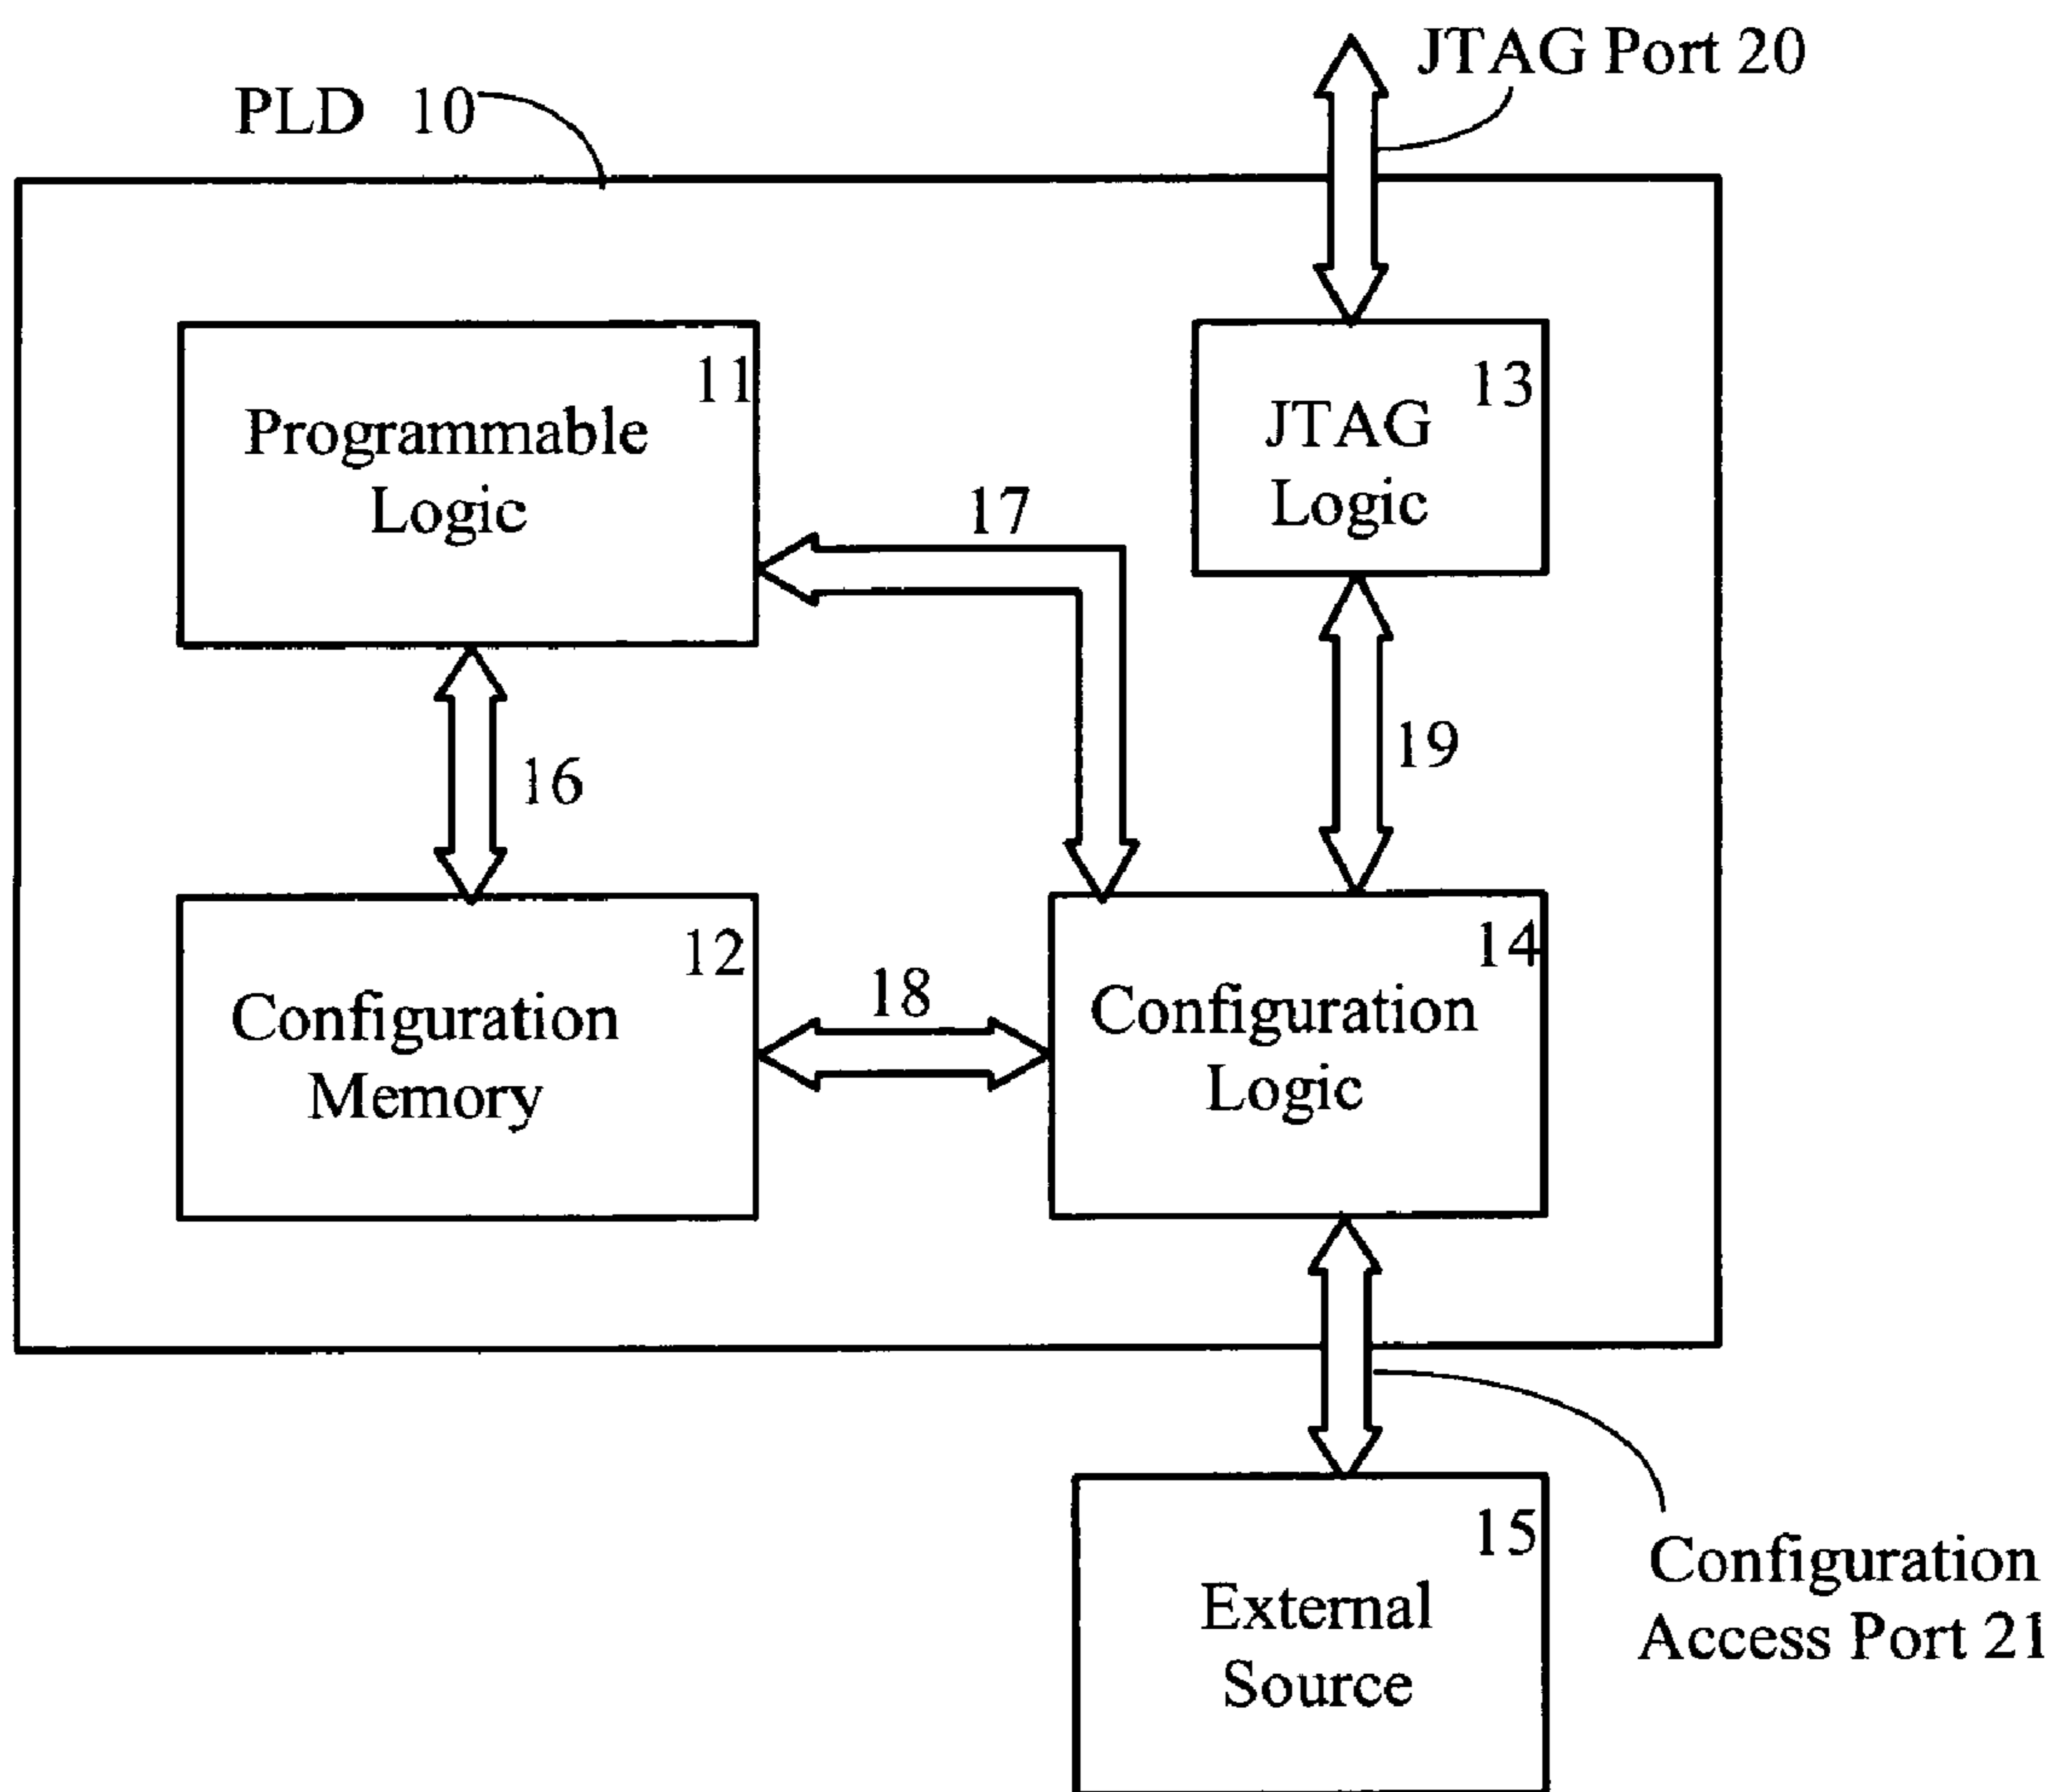 JTAG Port 20
PLD 10
11
Programmable
Logic
13
JTAG
Logic
17
16
19
12
Configuration
Memory
18
14
Configuration
Logic
15
External
Source
Configuration
Access Port 21